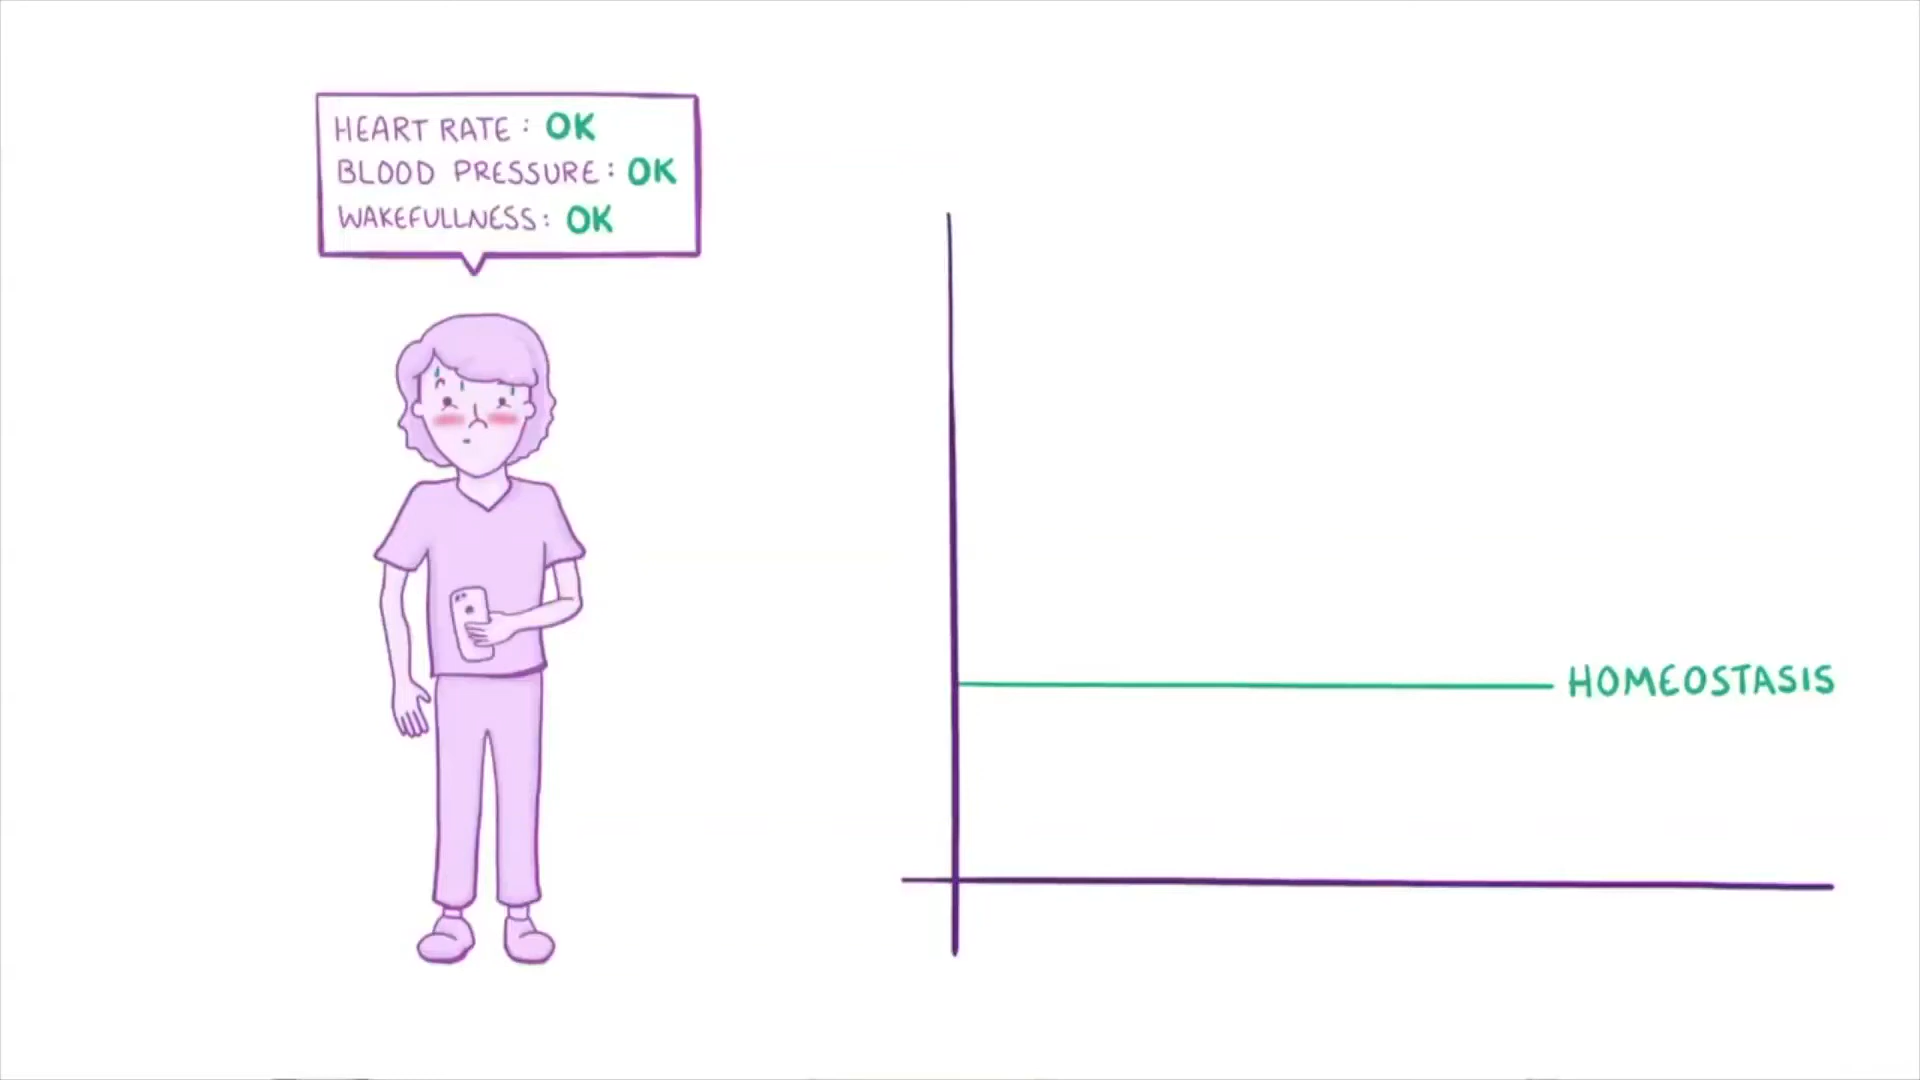 HEART RATE: OK
BLOOD PRESSURE: OK
WAKEFULLNESS: OK
HOMEOSTASIS